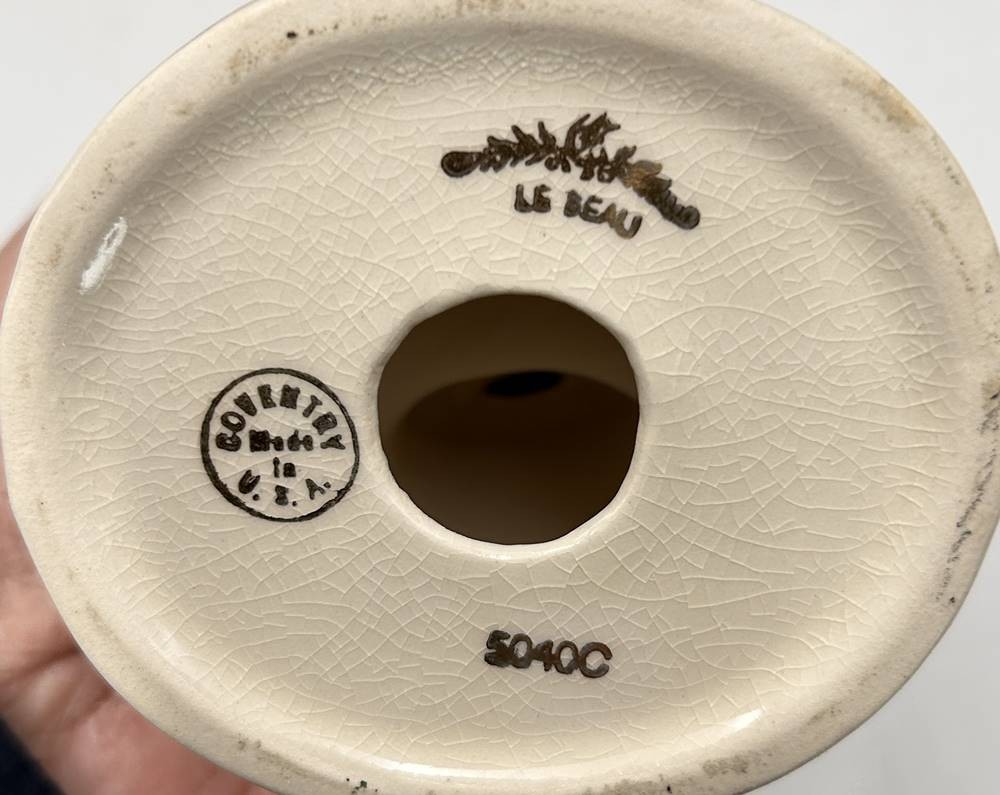 LE BEAU
COVENTRY
Made
in
U.S.A.
5040C